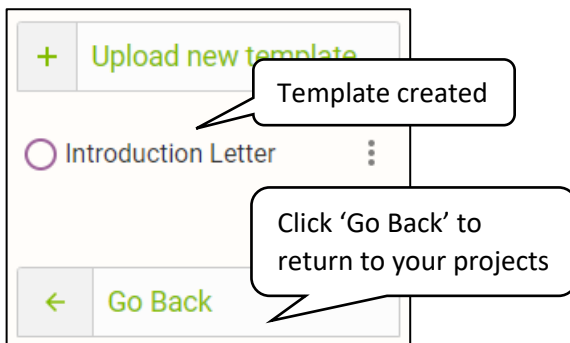 + Upload new template
Template created
Introduction Letter
Click ‘Go Back’ to
return to your projects
← Go Back